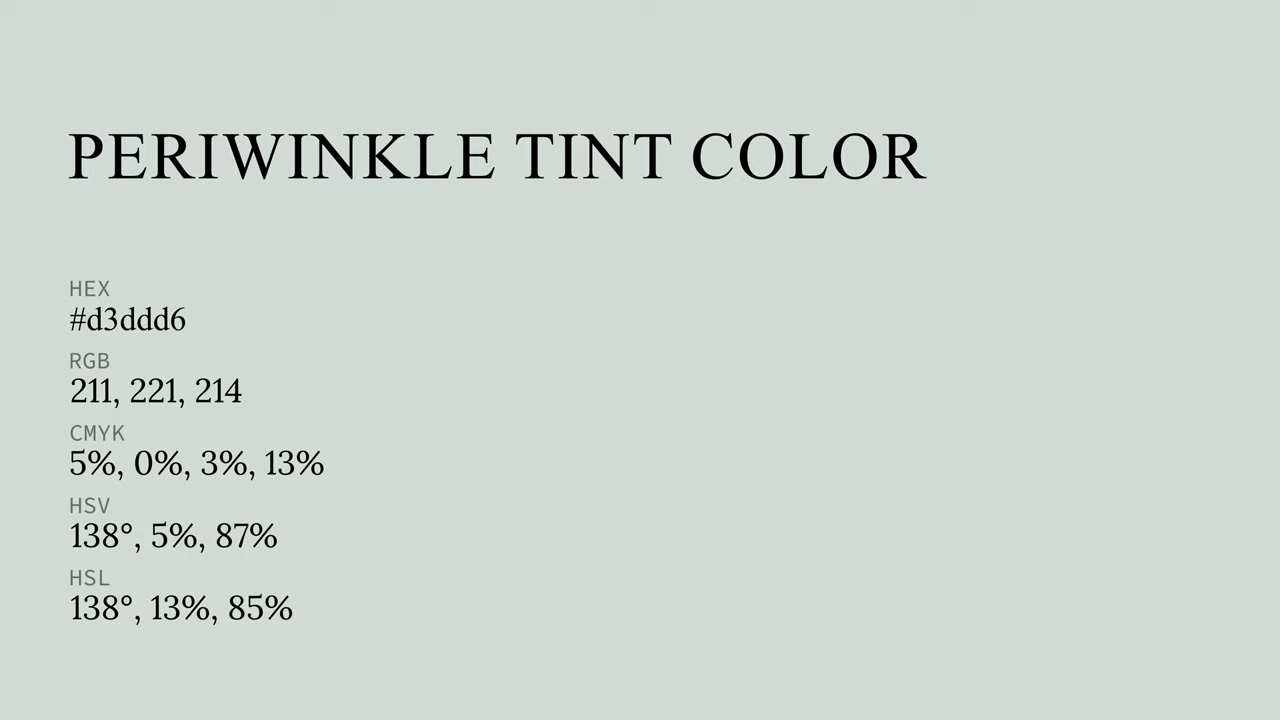 PERIWINKLE TINT COLOR
HEX
#d3ddd6
RGB
211, 221, 214
CMYK
5%, 0%, 3%, 13%
HSV
138°, 5%, 87%
HSL
138°, 13%, 85%